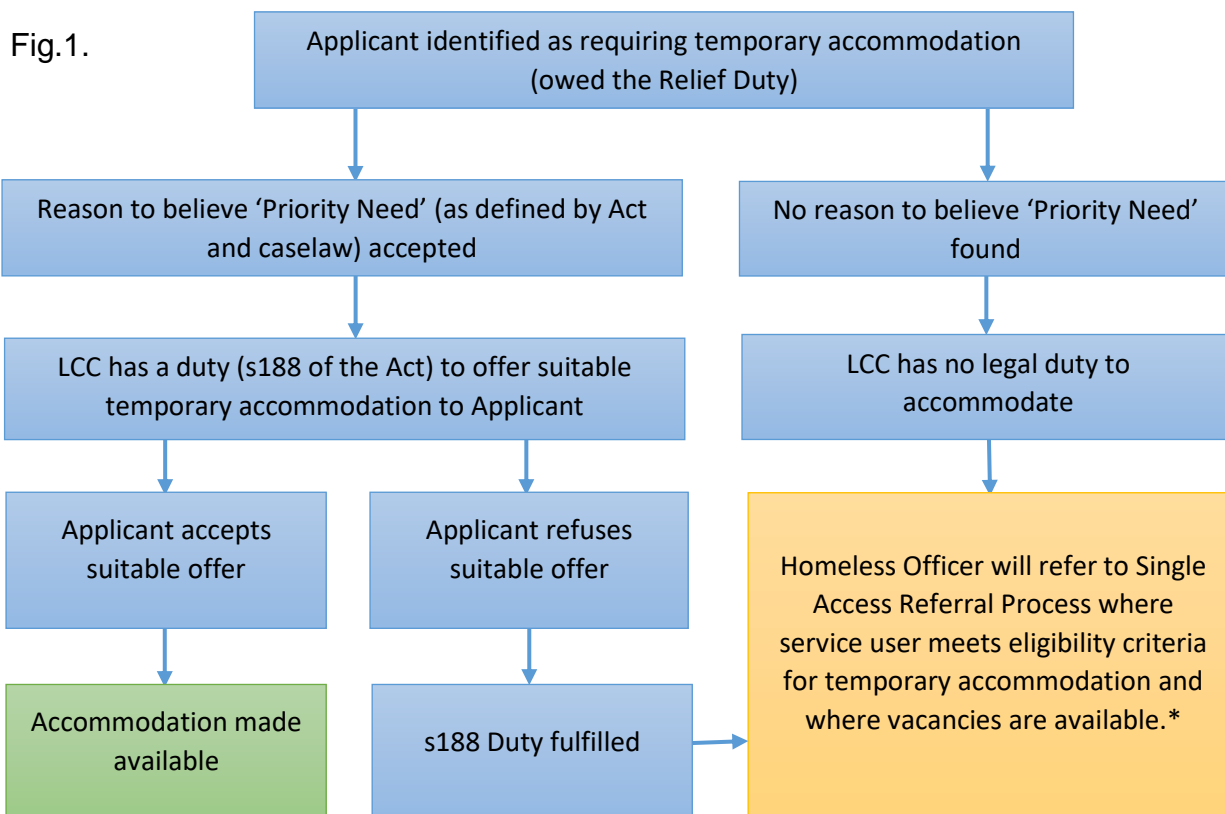 Fig.1.
Applicant identified as requiring temporary accommodation
(owed the Relief Duty)
Reason to believe ‘Priority Need’ (as defined by Act
and caselaw) accepted
No reason to believe ‘Priority Need’
found
LCC has a duty (s188 of the Act) to offer suitable
temporary accommodation to Applicant
LCC has no legal duty to
accommodate
Applicant accepts
suitable offer
Applicant refuses
suitable offer
Homeless Officer will refer to Single
Access Referral Process where
service user meets eligibility criteria
for temporary accommodation and
where vacancies are available.*
Accommodation made
available
s188 Duty fulfilled